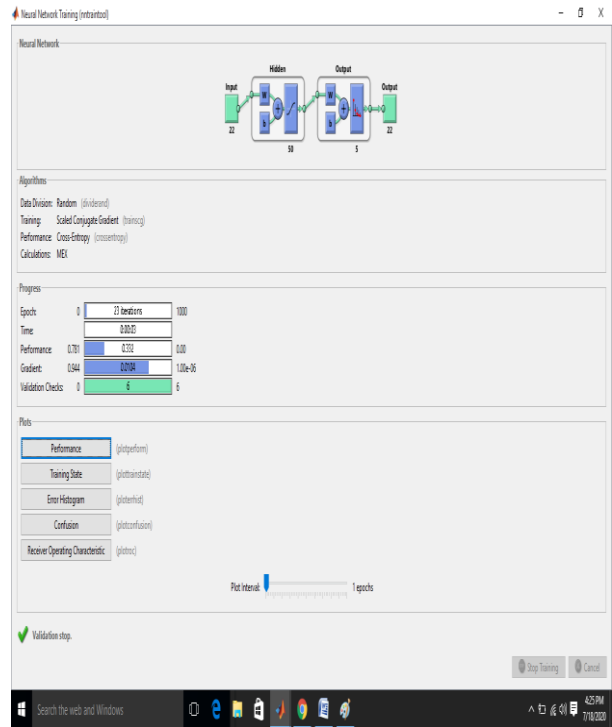 Neural Network Training (nntraintool)
Neural Network
Hidden
Output
Input
Output
W
W
b
b
22
22
50
5
Algorithms
Data Division: Random (dividerand)
Training: Scaled Conjugate Gradient (trainscg)
Performance: Cross-Entropy (crossentropy)
Calculations: MEX
Progress
Epoch: 0 23 iterations 1000
Time: 0:00:03
Performance: 0.781 0.332 0.00
Gradient: 0.944 0.0104 1.00e-06
Validation Checks: 0 6 6
Plots
Performance (plotperform)
Training State (plottrainstate)
Error Histogram (ploterrhist)
Confusion (plotconfusion)
Receiver Operating Characteristic (plotroc)
Plot Interval: 1 epochs
Validation stop.
Stop Training Cancel
Search the web and Windows
4:25 PM
7/18/2020